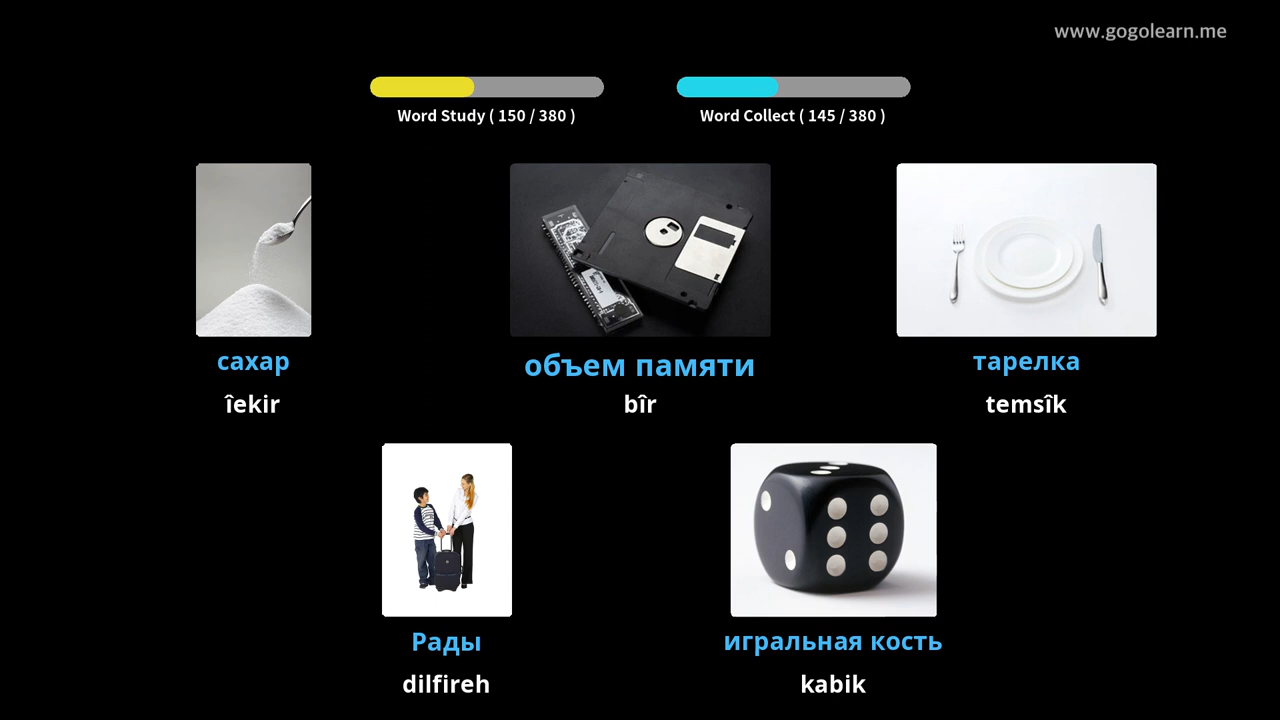 www.gogolearn.me
Word Study ( 150 / 380 )
Word Collect ( 145 / 380 )
сахар
îekir
объем памяти
bîr
тарелка
temsîk
Рады
dilfireh
игральная кость
kabik